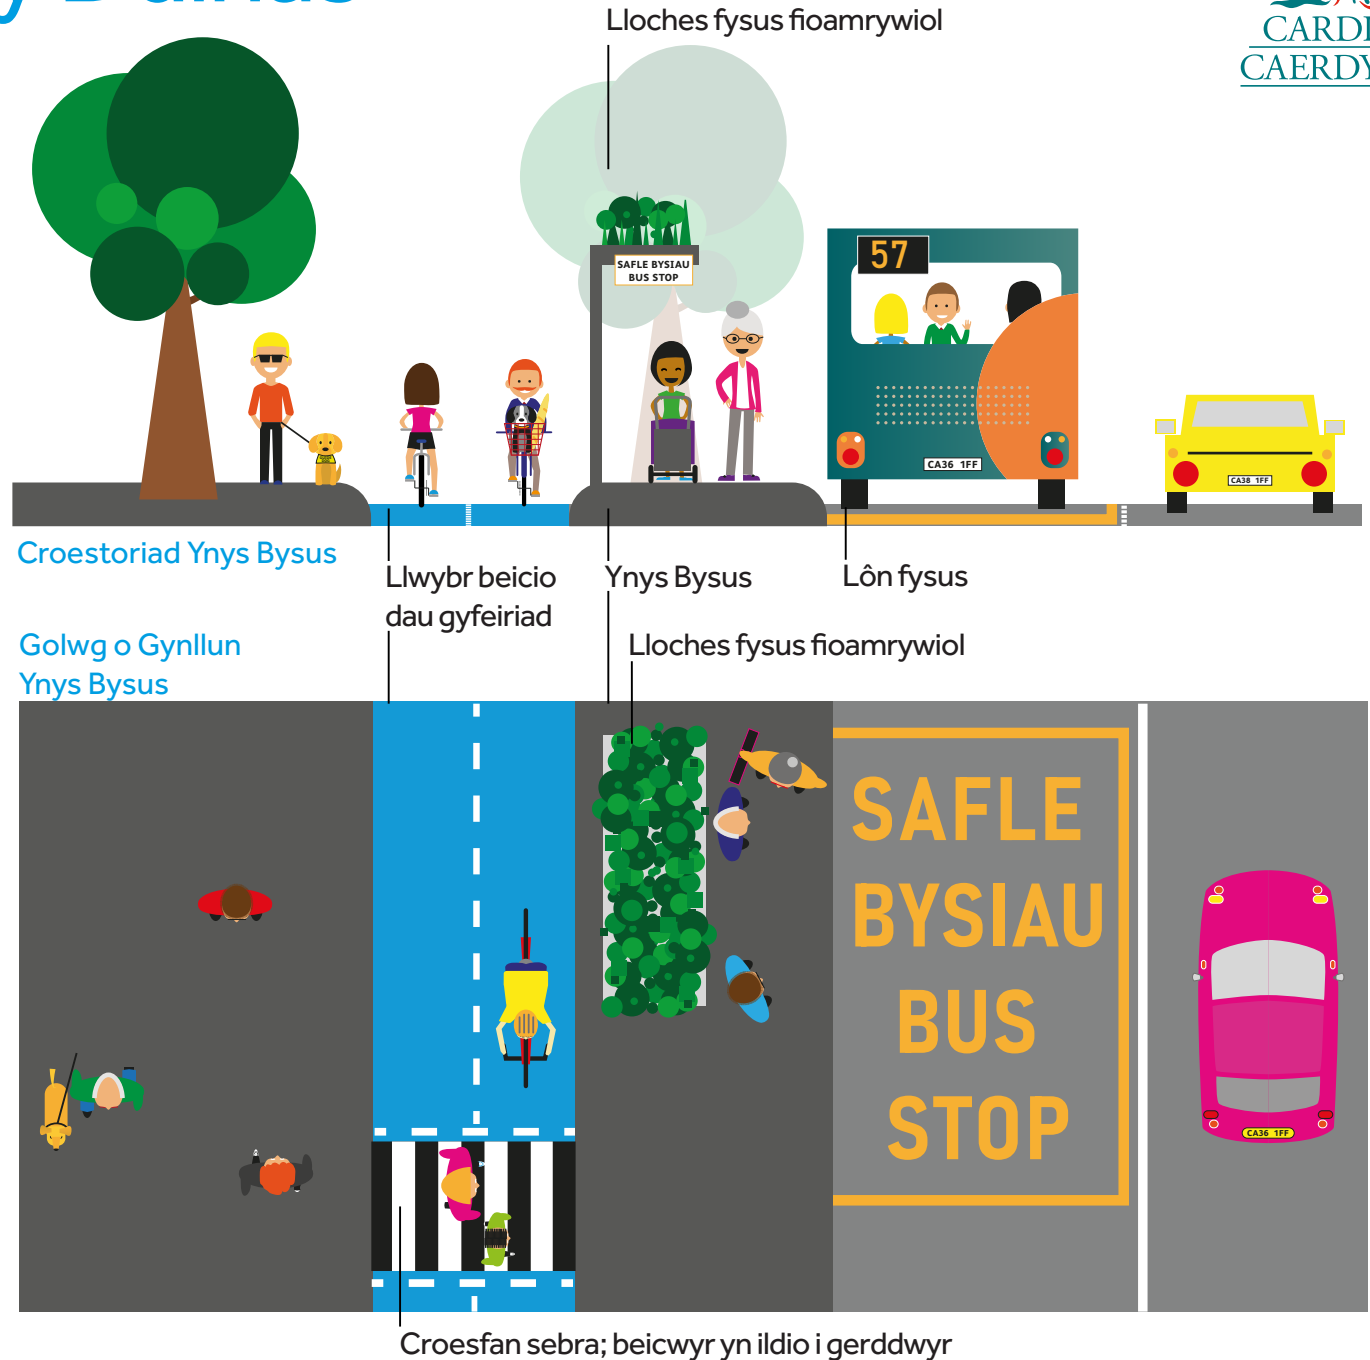 Lloches fysus fioamrywiol
SAFLE BYSIAU
BUS STOP
57
CA36 1FF
CA38 1FF
Croestoriad Ynys Bysus
Llwybr beicio
dau gyfeiriad
Ynys Bysus
Lôn fysus
Golwg o Gynllun
Ynys Bysus
Lloches fysus fioamrywiol
SAFLE
BYSIAU
BUS
STOP
CA36 1FF
Croesfan sebra; beicwyr yn ildio i gerddwyr